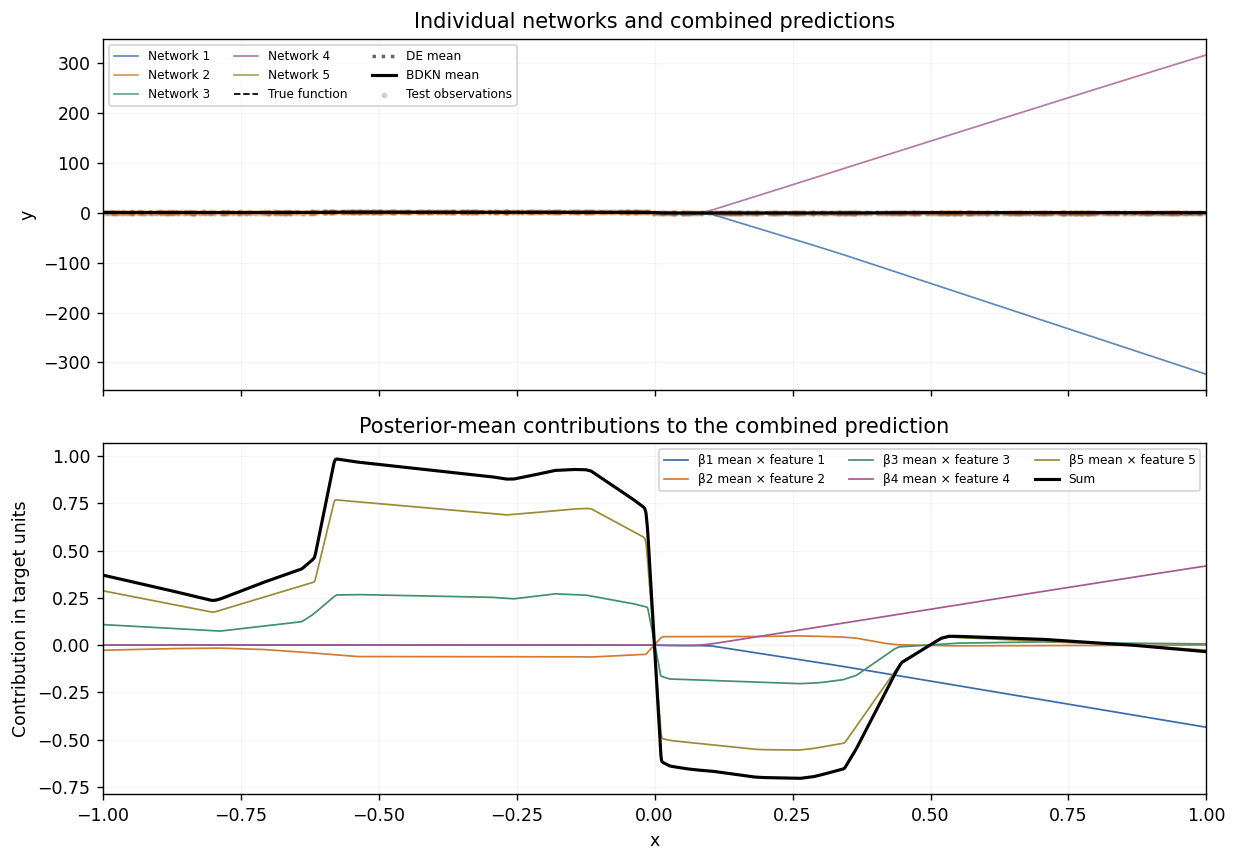 Individual networks and combined predictions
Network 1
Network 2
Network 3
Network 4
Network 5
True function
DE mean
BDKN mean
Test observations
300
200
100
0
−100
−200
−300
y
Posterior-mean contributions to the combined prediction
β1 mean × feature 1
β2 mean × feature 2
β3 mean × feature 3
β4 mean × feature 4
β5 mean × feature 5
Sum
1.00
0.75
0.50
0.25
0.00
−0.25
−0.50
−0.75
Contribution in target units
−1.00
−0.75
−0.50
−0.25
0.00
0.25
0.50
0.75
1.00
x